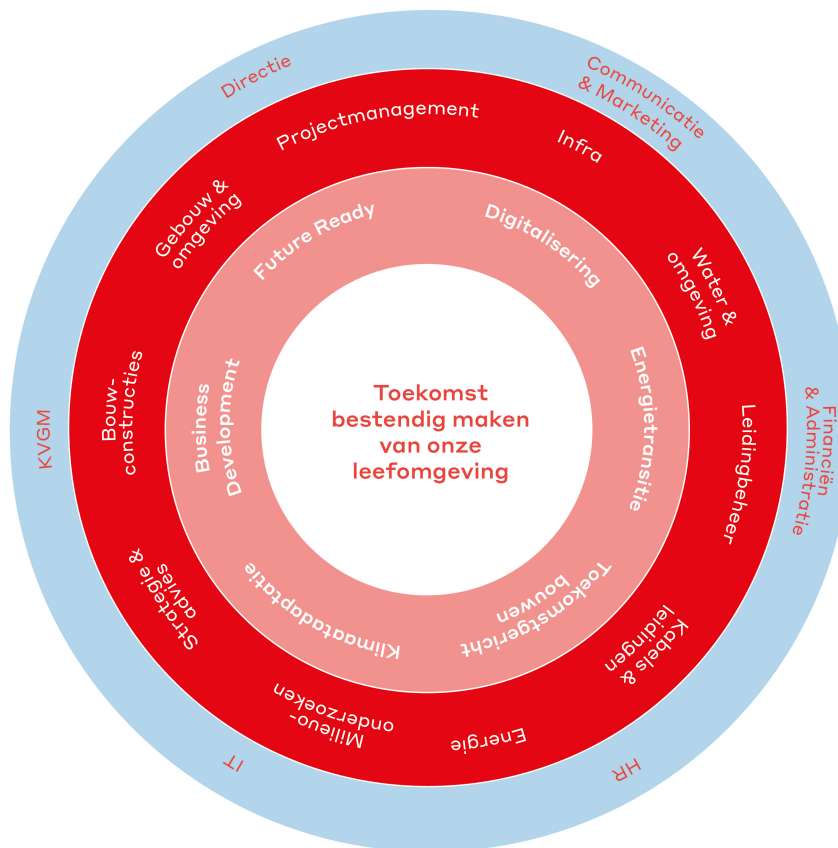 Directie
Communicatie
& Marketing
Financiën
& Administratie
HR
IT
KVGM
Projectmanagement
Infra
Water &
omgeving
Leidingbeheer
Kabels &
leidingen
Energie
Milieu-
onderzoeken
Strategie &
advies
Bouw-
constructies
Gebouw &
omgeving
Future Ready
Digitalisering
Energietransitie
Toekomstgericht
bouwen
Klimaatadaptatie
Business
Development
Toekomst
bestendig maken
van onze
leefomgeving